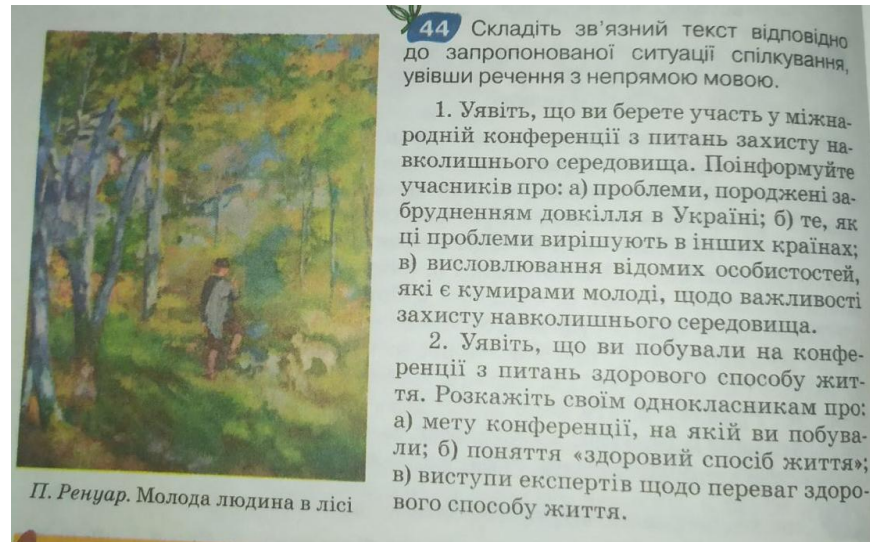 44 Складіть зв’язний текст відповідно
до запропонованої ситуації спілкування,
увівши речення з непрямою мовою.
1. Уявіть, що ви берете участь у міжна-
родній конференції з питань захисту на-
вколишнього середовища. Поінформуйте
учасників про: а) проблеми, породжені за-
брудненням довкілля в Україні; б) те, як
ці проблеми вирішують в інших країнах;
в) висловлювання відомих особистостей,
які є кумирами молоді, щодо важливості
захисту навколишнього середовища.
2. Уявіть, що ви побували на конфе-
ренції з питань здорового способу жит-
тя. Розкажіть своїм однокласникам про:
а) мету конференції, на якій ви побува-
ли; б) поняття «здоровий спосіб життя»;
в) виступи експертів щодо переваг здоро-
вого способу життя.
П. Ренуар. Молода людина в лісі